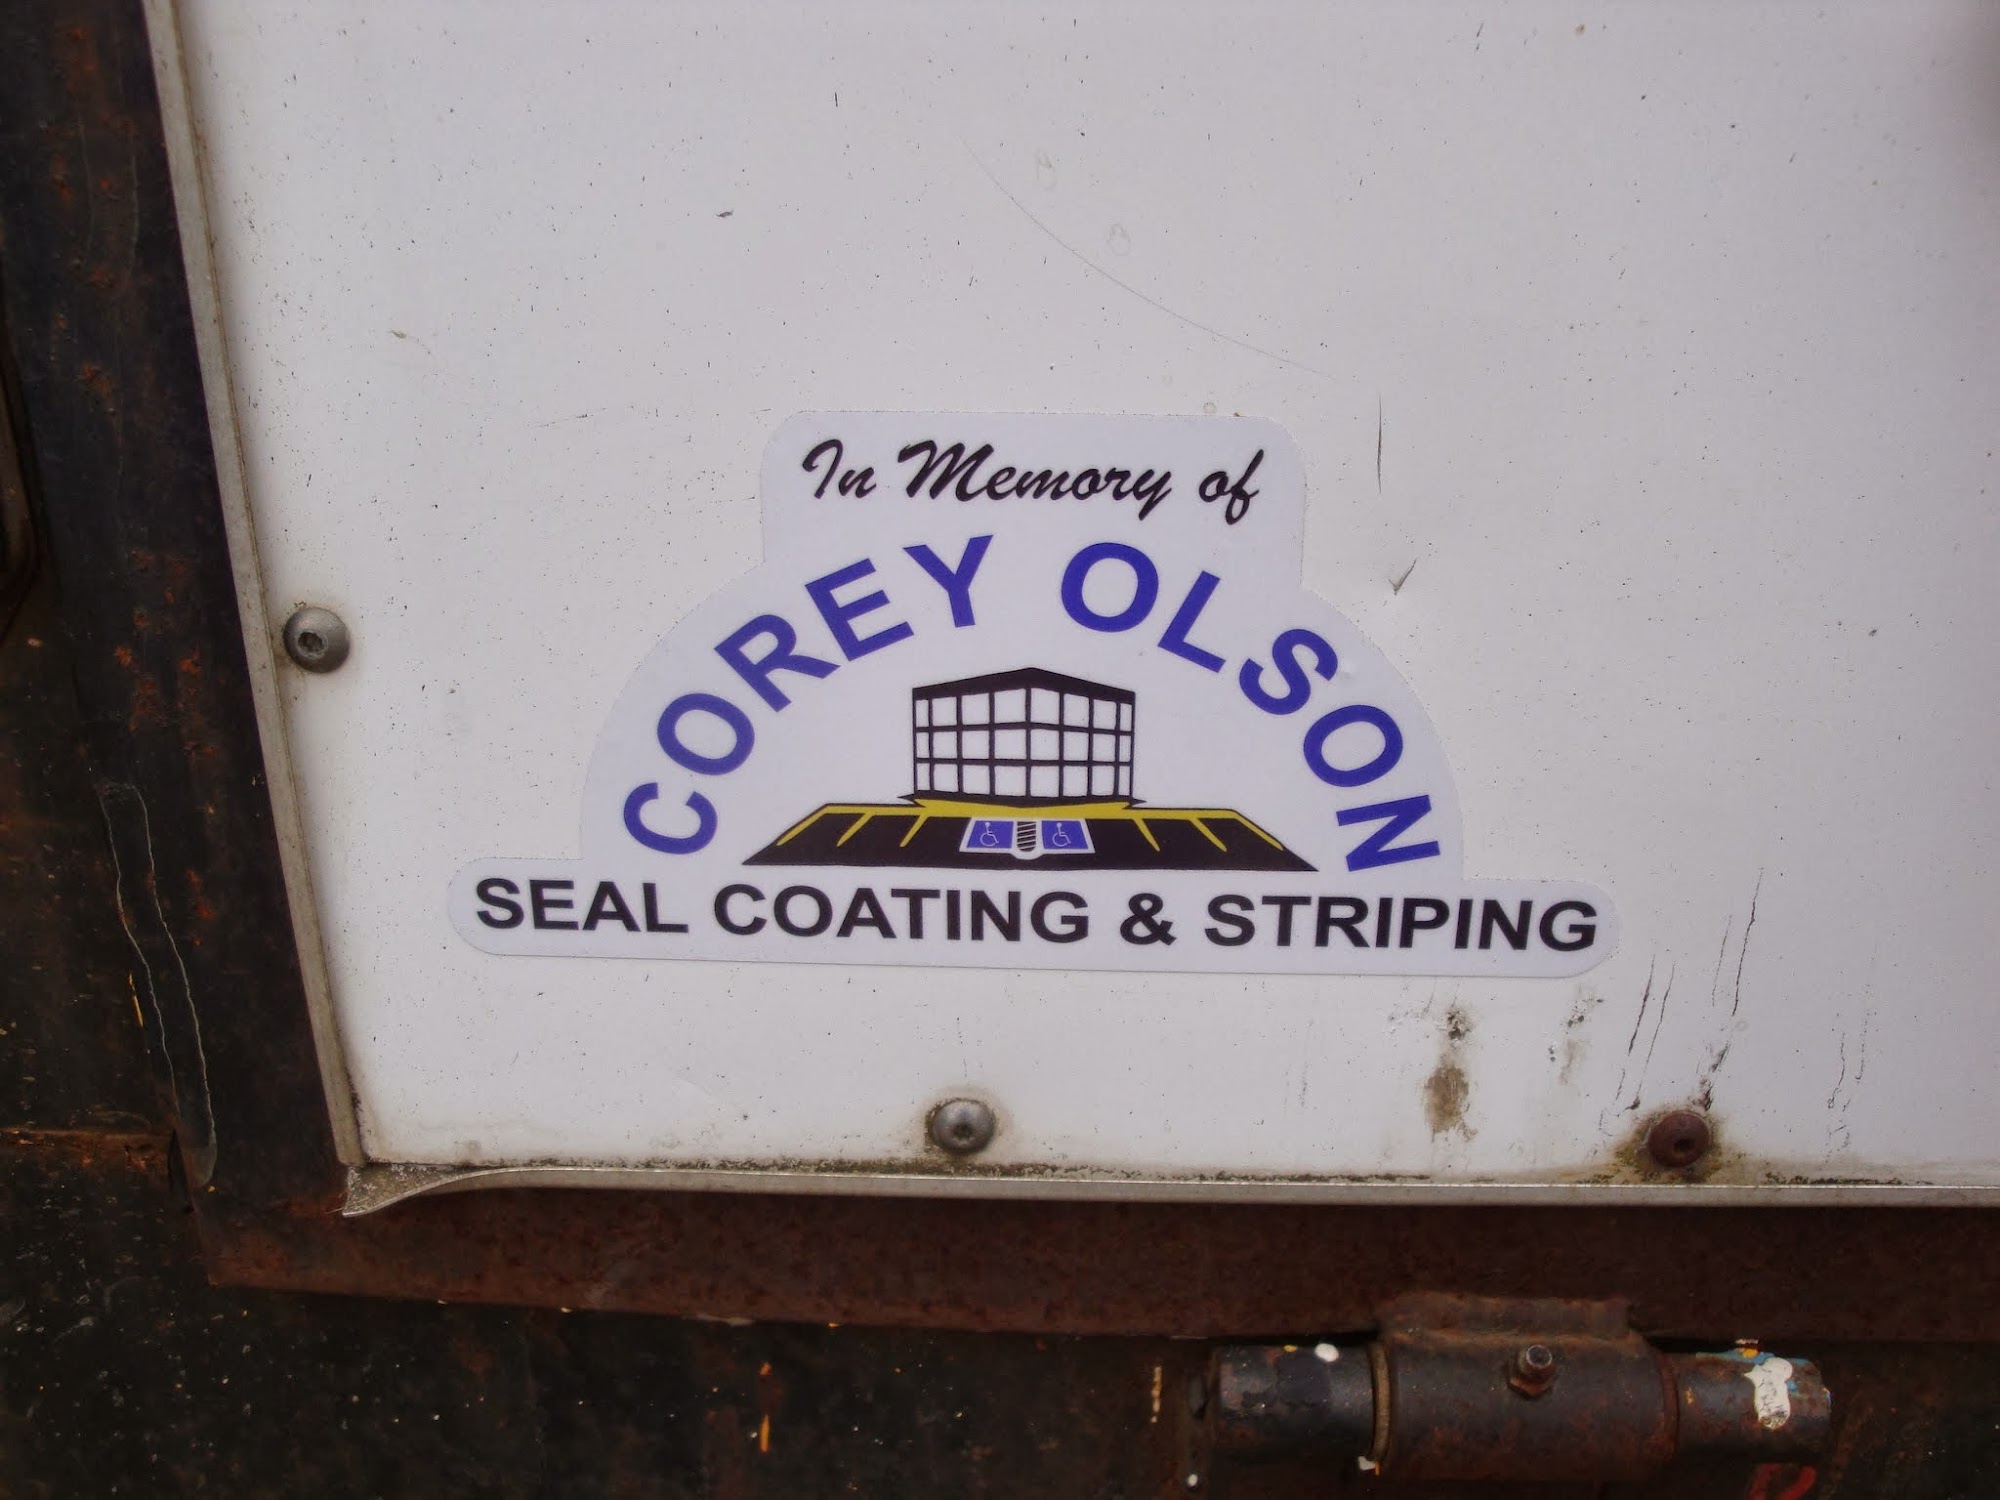 In Memory of
COREY OLSON
SEAL COATING & STRIPING